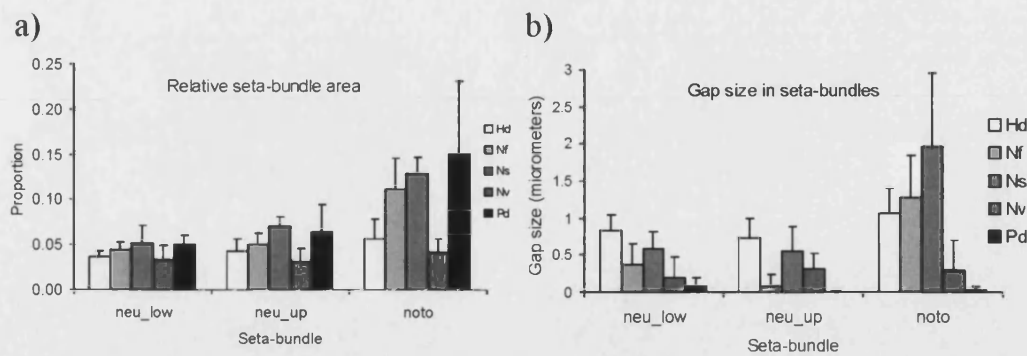 a)
Relative seta-bundle area
0.25
0.20
0.15
0.10
0.05
0.00
Proportion
neu_low neu_up noto
Seta-bundle
Hd
Nf
Ns
Nv
Pd
b)
Gap size in seta-bundles
3
2.5
2
1.5
1
0.5
0
Gap size (micrometers)
neu_low neu_up noto
Seta-bundle
Hd
Nf
Ns
Nv
Pd